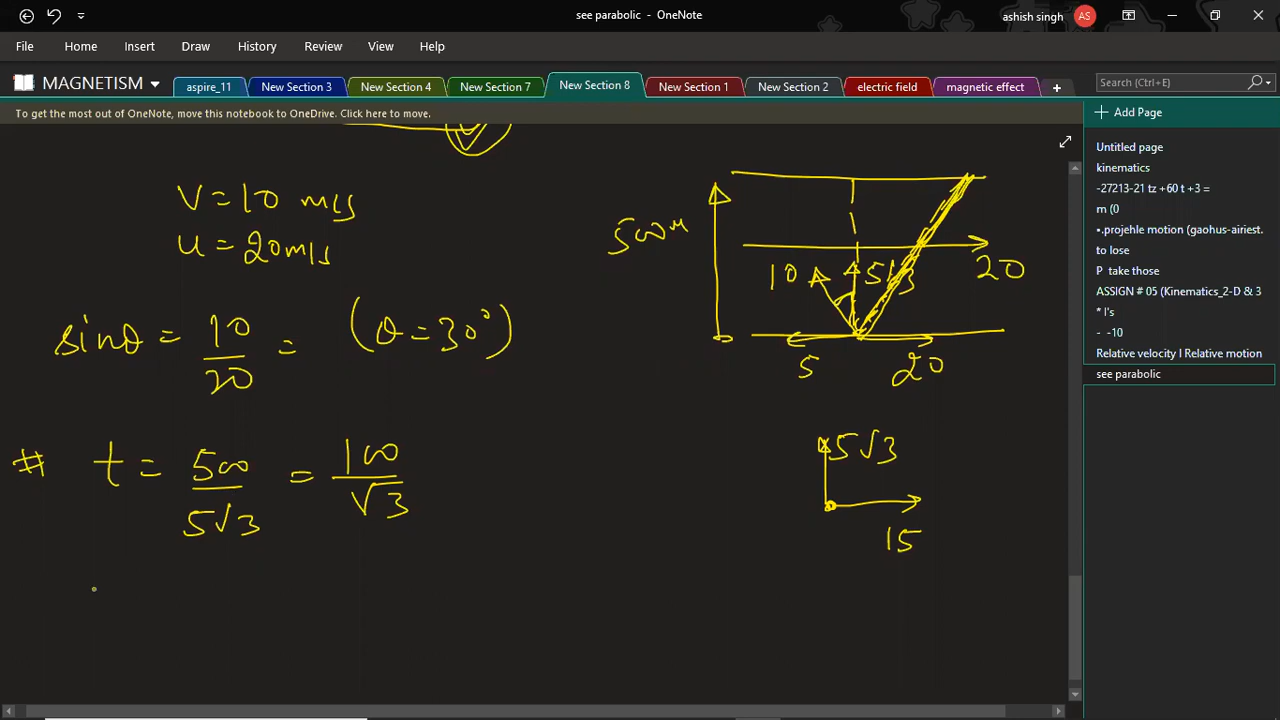 see parabolic - OneNote
ashish singh
AS
File Home Insert Draw History Review View Help
MAGNETISM
aspire_11 New Section 3 New Section 4 New Section 7 New Section 8 New Section 1 New Section 2 electric field magnetic effect
Search (Ctrl+E)
To get the most out of OneNote, move this notebook to OneDrive. Click here to move.
Add Page
Untitled page
kinematics
-27213-21 tz +60 t +3 =
m (0
•.projehle motion (gaohus-airiest.
to lose
P take those
ASSIGN # 05 (Kinematics_2-D & 3
* I's
- -10
Relative velocity I Relative motion
see parabolic
V = 10 m/s
u = 20 m/s
sinθ = 10/20 = (θ = 30°)
# t = 500/5√3 = 100/√3
500m
10
5√3
20
5
20
5√3
15